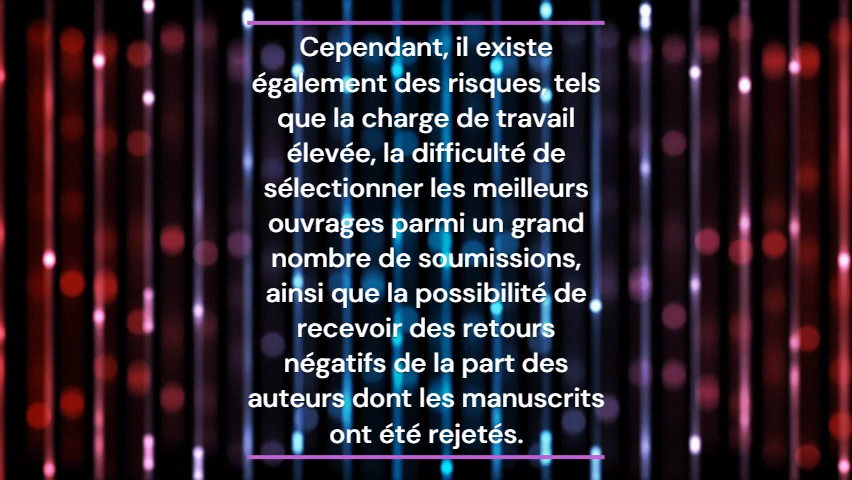 Cependant, il existe
également des risques, tels
que la charge de travail
élevée, la difficulté de
sélectionner les meilleurs
ouvrages parmi un grand
nombre de soumissions,
ainsi que la possibilité de
recevoir des retours
négatifs de la part des
auteurs dont les manuscrits
ont été rejetés.